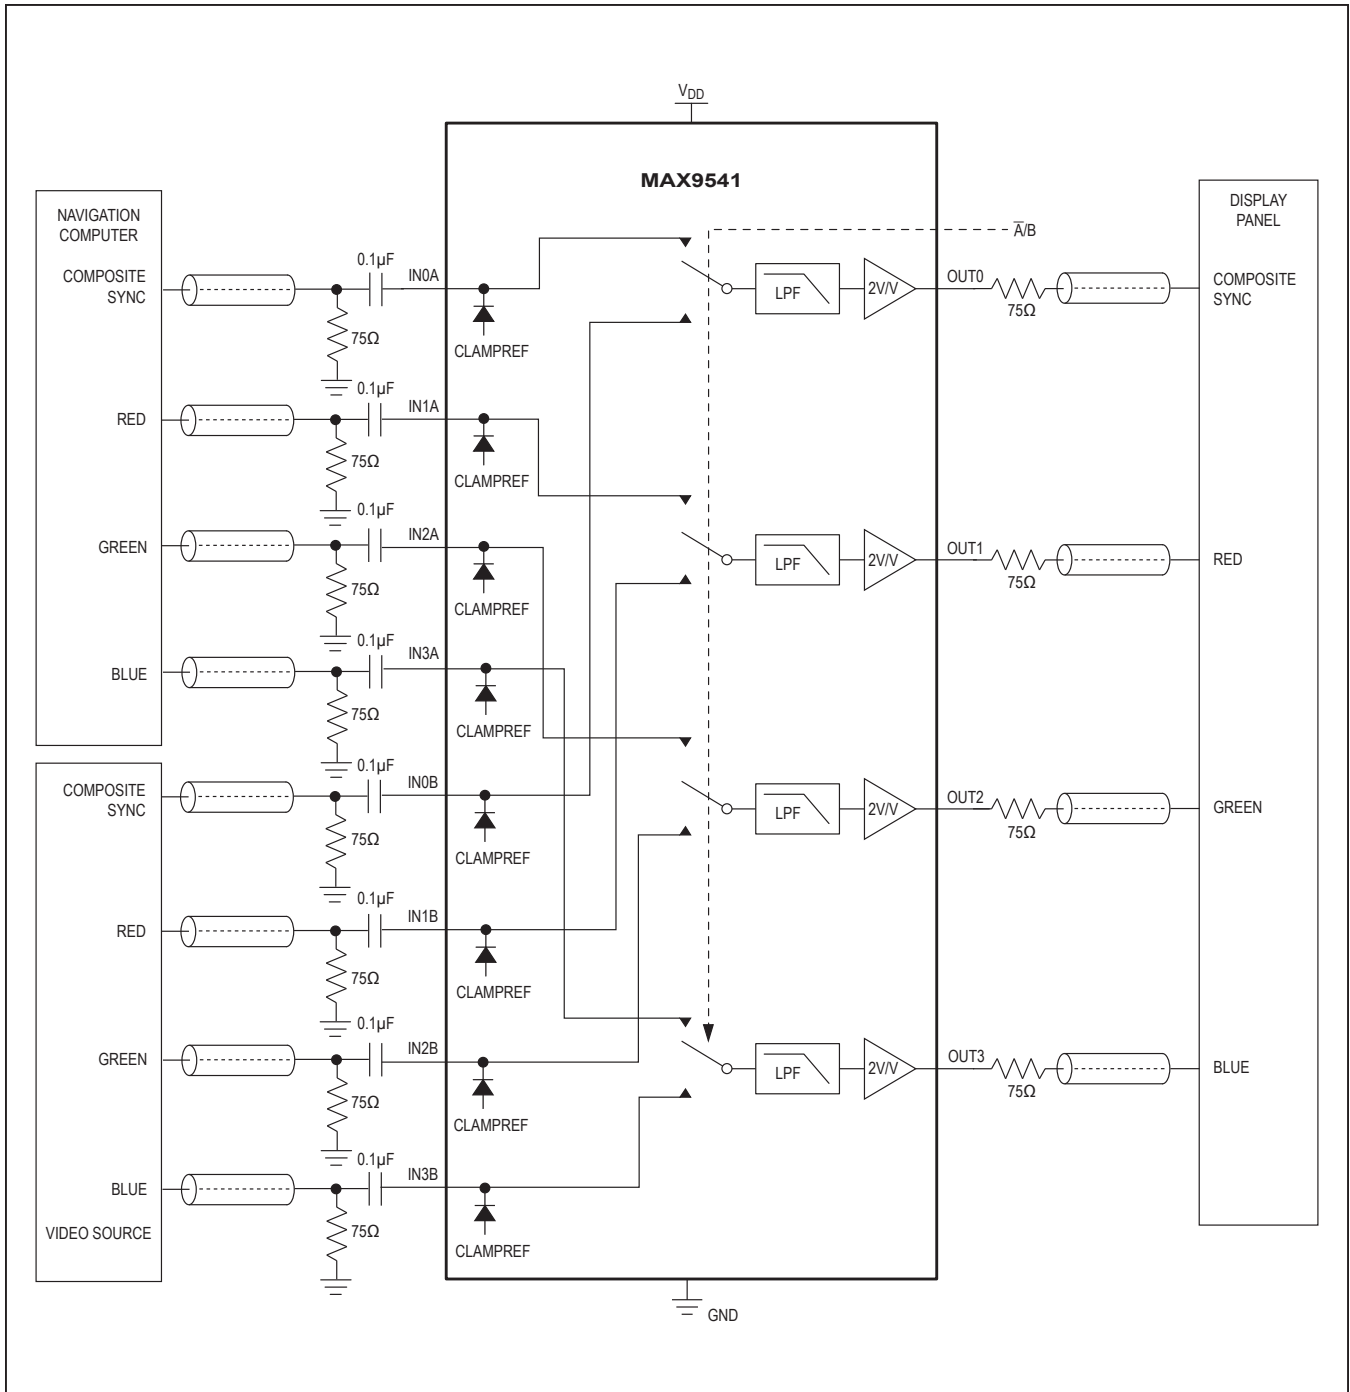 VDD
MAX9541
NAVIGATION
COMPUTER
COMPOSITE
SYNC
0.1µF
IN0A
75Ω
CLAMPREF
RED
0.1µF
IN1A
75Ω
CLAMPREF
GREEN
0.1µF
IN2A
75Ω
CLAMPREF
BLUE
0.1µF
IN3A
75Ω
CLAMPREF
COMPOSITE
SYNC
0.1µF
IN0B
75Ω
CLAMPREF
RED
0.1µF
IN1B
75Ω
CLAMPREF
GREEN
0.1µF
IN2B
75Ω
CLAMPREF
BLUE
0.1µF
IN3B
75Ω
CLAMPREF
VIDEO SOURCE
A̅/B
LPF
2V/V
OUT0
75Ω
LPF
2V/V
OUT1
75Ω
LPF
2V/V
OUT2
75Ω
LPF
2V/V
OUT3
75Ω
DISPLAY
PANEL
COMPOSITE
SYNC
RED
GREEN
BLUE
GND